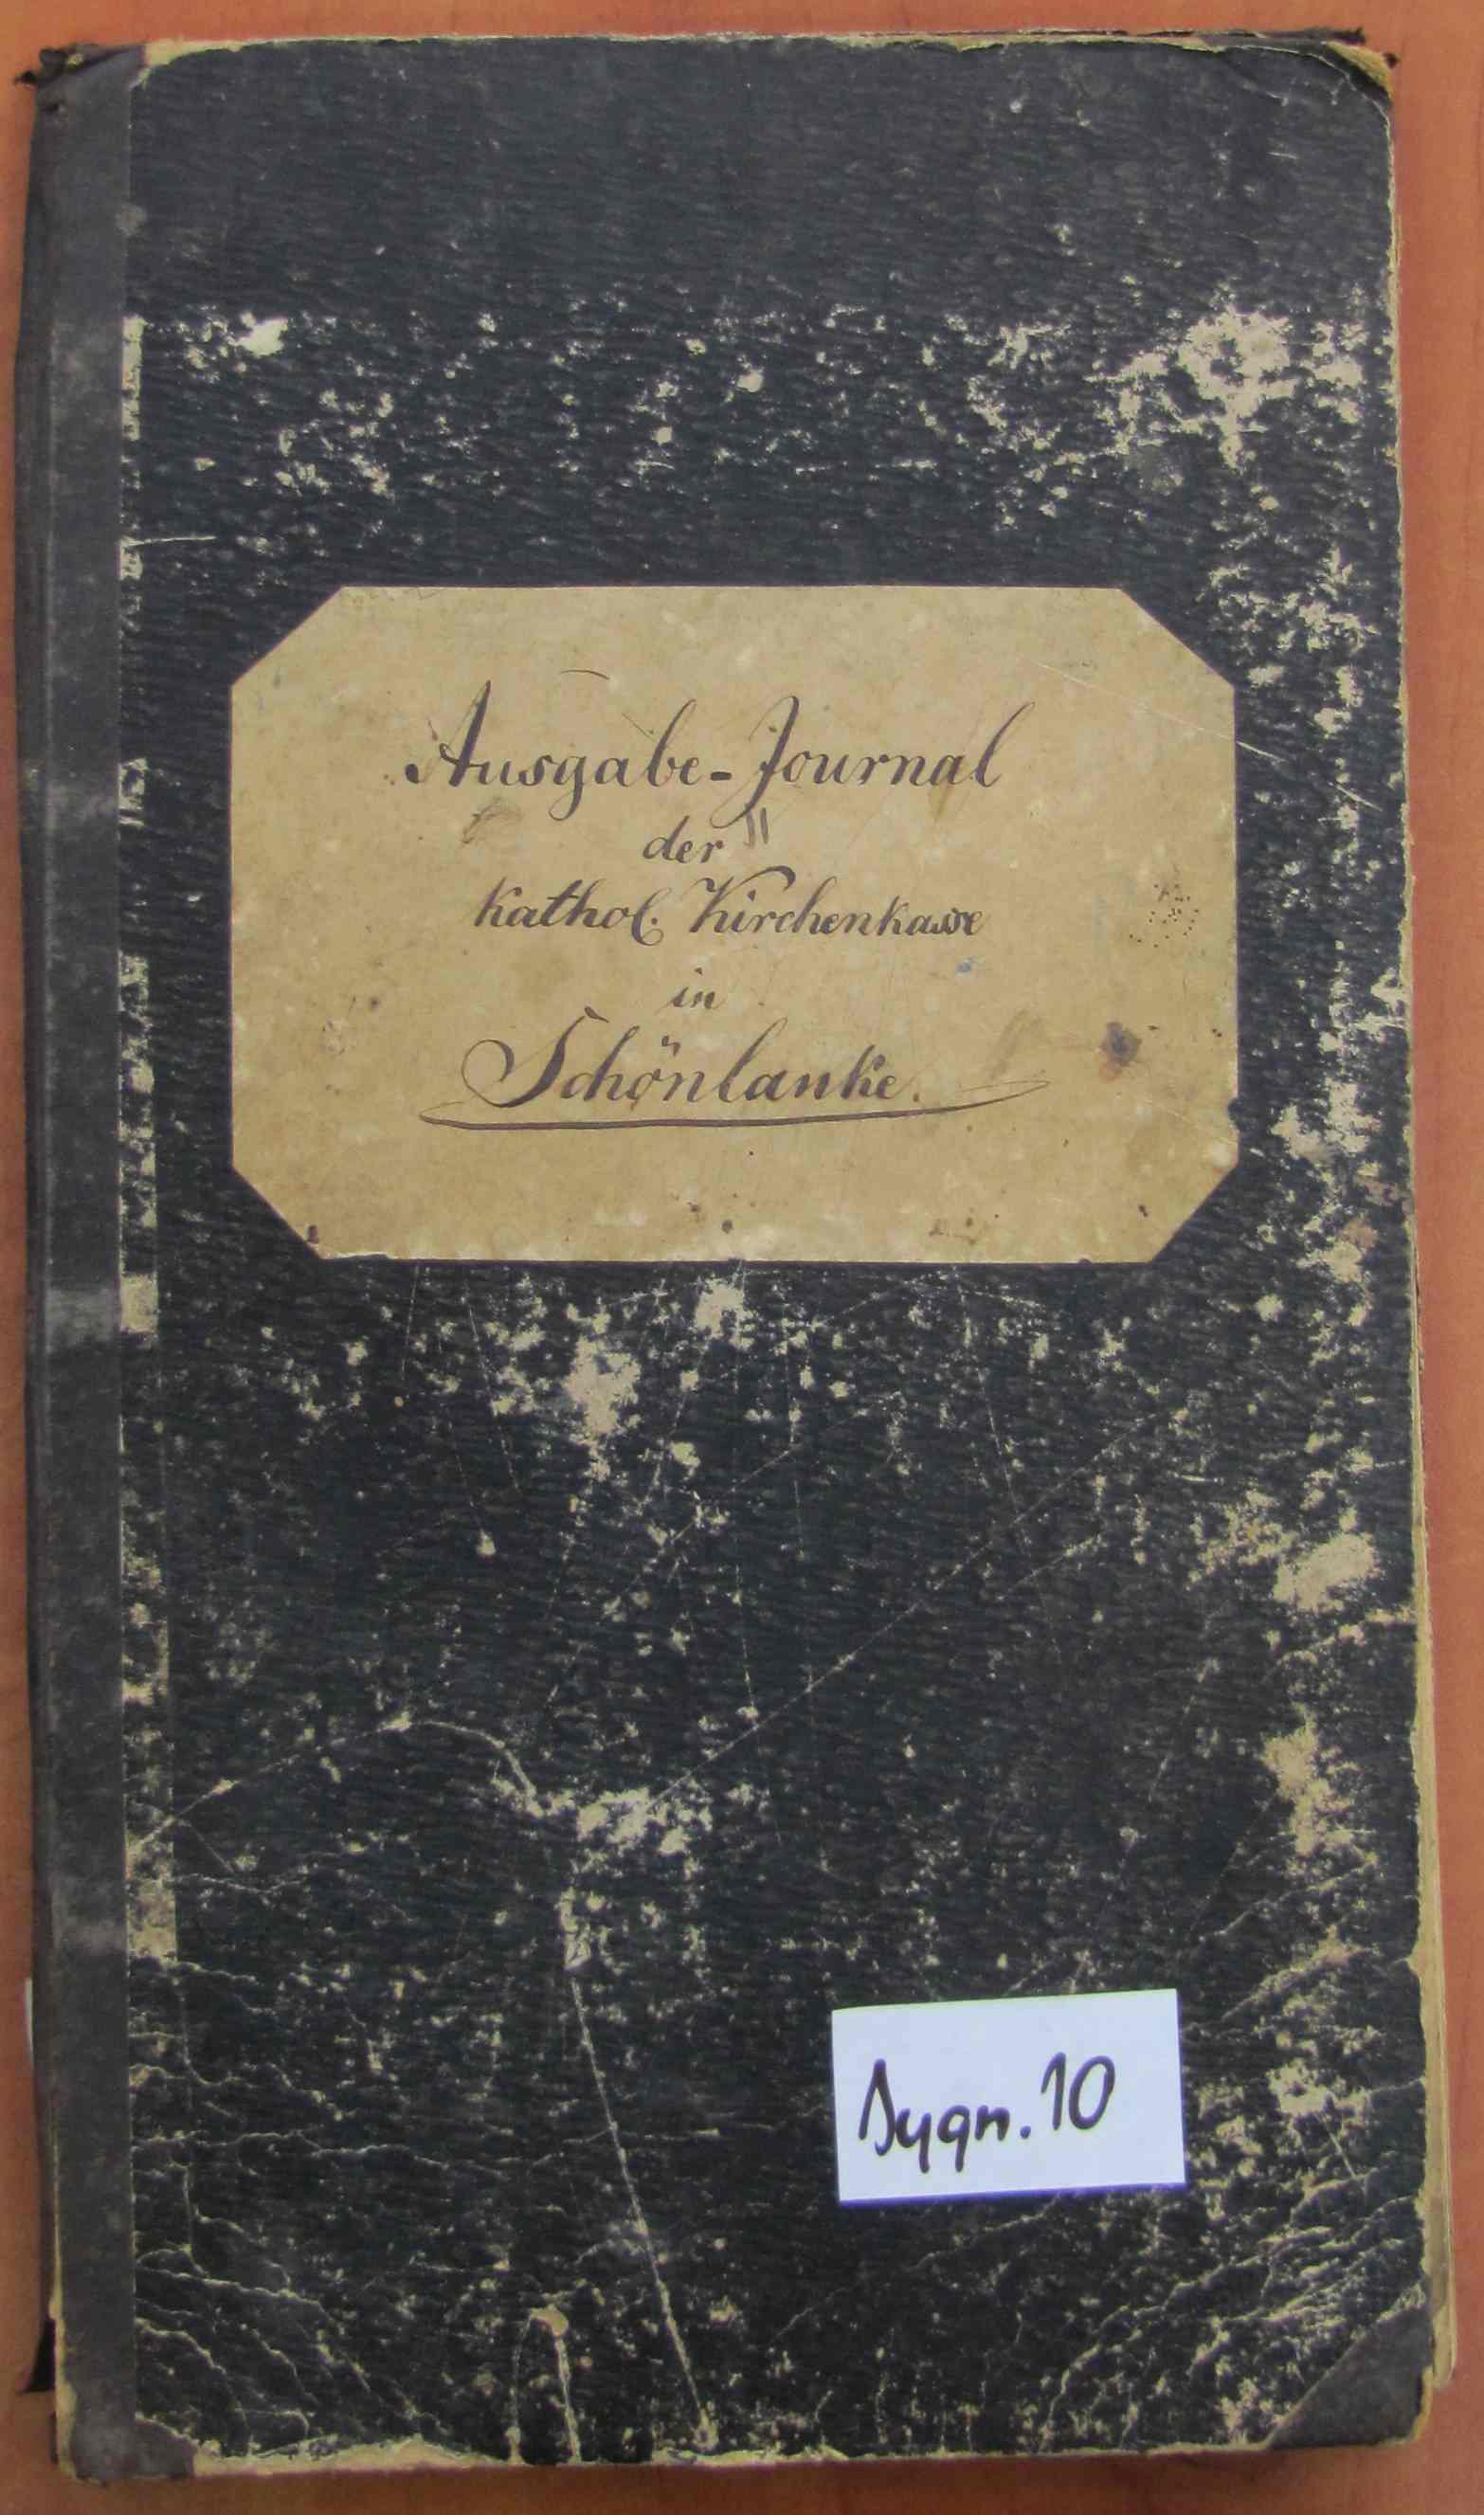 Ausgabe-Journal
der
kathol. Kirchenkasse
in
Schönlanke.
Sygn. 10